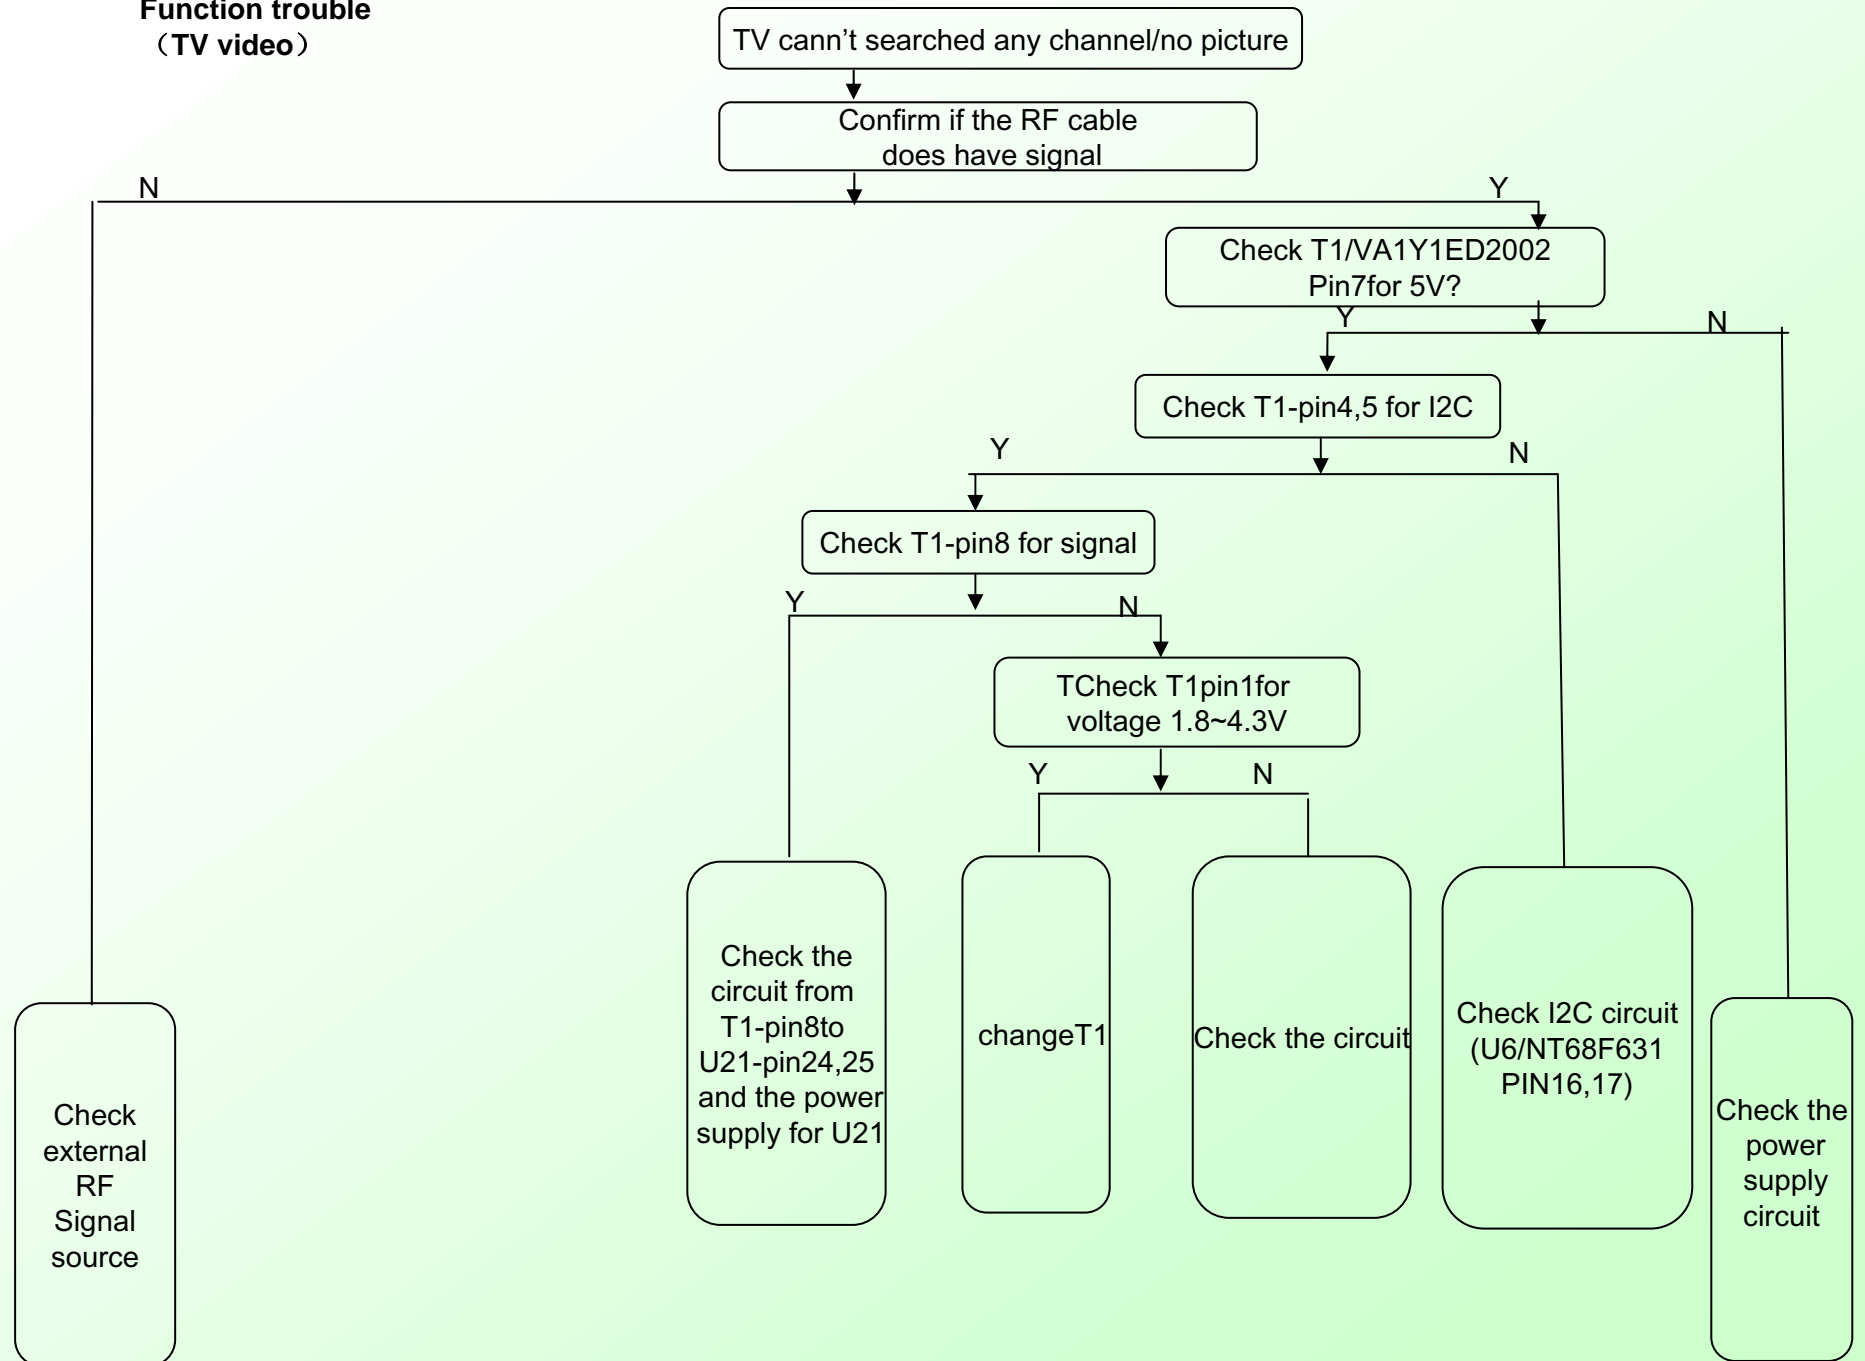 Function trouble
（TV video）
TV cann’t searched any channel/no picture
Confirm if the RF cable
does have signal
N
Y
Check T1/VA1Y1ED2002
Pin7for 5V?
Y
N
Check T1-pin4,5 for I2C
Y
N
Check T1-pin8 for signal
Y
N
TCheck T1pin1for
voltage 1.8~4.3V
Y
N
Check
external
RF
Signal
source
Check the
circuit from
T1-pin8to
U21-pin24,25
and the power
supply for U21
changeT1
Check the circuit
Check I2C circuit
(U6/NT68F631
PIN16,17)
Check the
power
supply
circuit